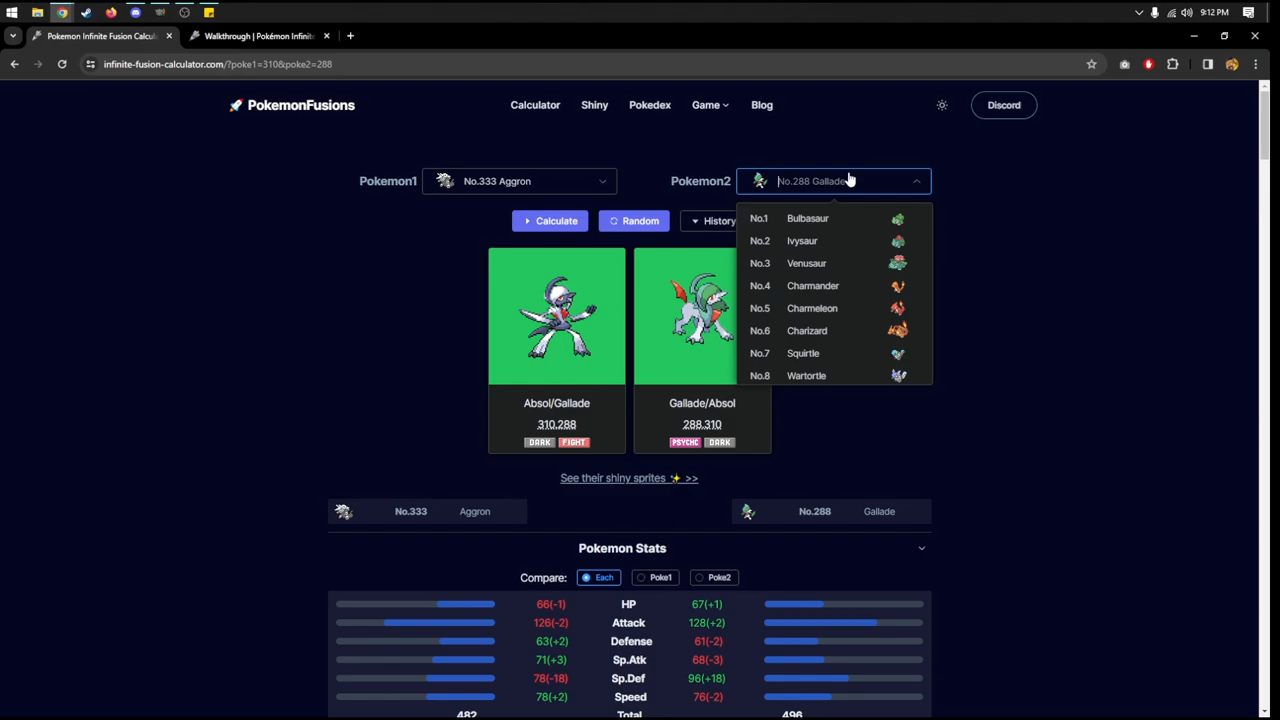 9:12 PM
Pokemon Infinite Fusion Calcul
Walkthrough | Pokémon Infinite
infinite-fusion-calculator.com/?poke1=310&poke2=288
PokemonFusions
Calculator
Shiny
Pokedex
Game
Blog
Discord
Pokemon1
No.333 Aggron
Pokemon2
No.288 Gallade
Calculate
Random
History
No.1 Bulbasaur
No.2 Ivysaur
No.3 Venusaur
No.4 Charmander
No.5 Charmeleon
No.6 Charizard
No.7 Squirtle
No.8 Wartortle
Absol/Gallade
310.288
DARK FIGHT
Gallade/Absol
288.310
PSYCHC DARK
See their shiny sprites ✨ >>
No.333 Aggron
No.288 Gallade
Pokemon Stats
Compare: Each Poke1 Poke2
66(-1) HP 67(+1)
126(-2) Attack 128(+2)
63(+2) Defense 61(-2)
71(+3) Sp.Atk 68(-3)
78(-18) Sp.Def 96(+18)
78(+2) Speed 76(-2)
482 Total 496